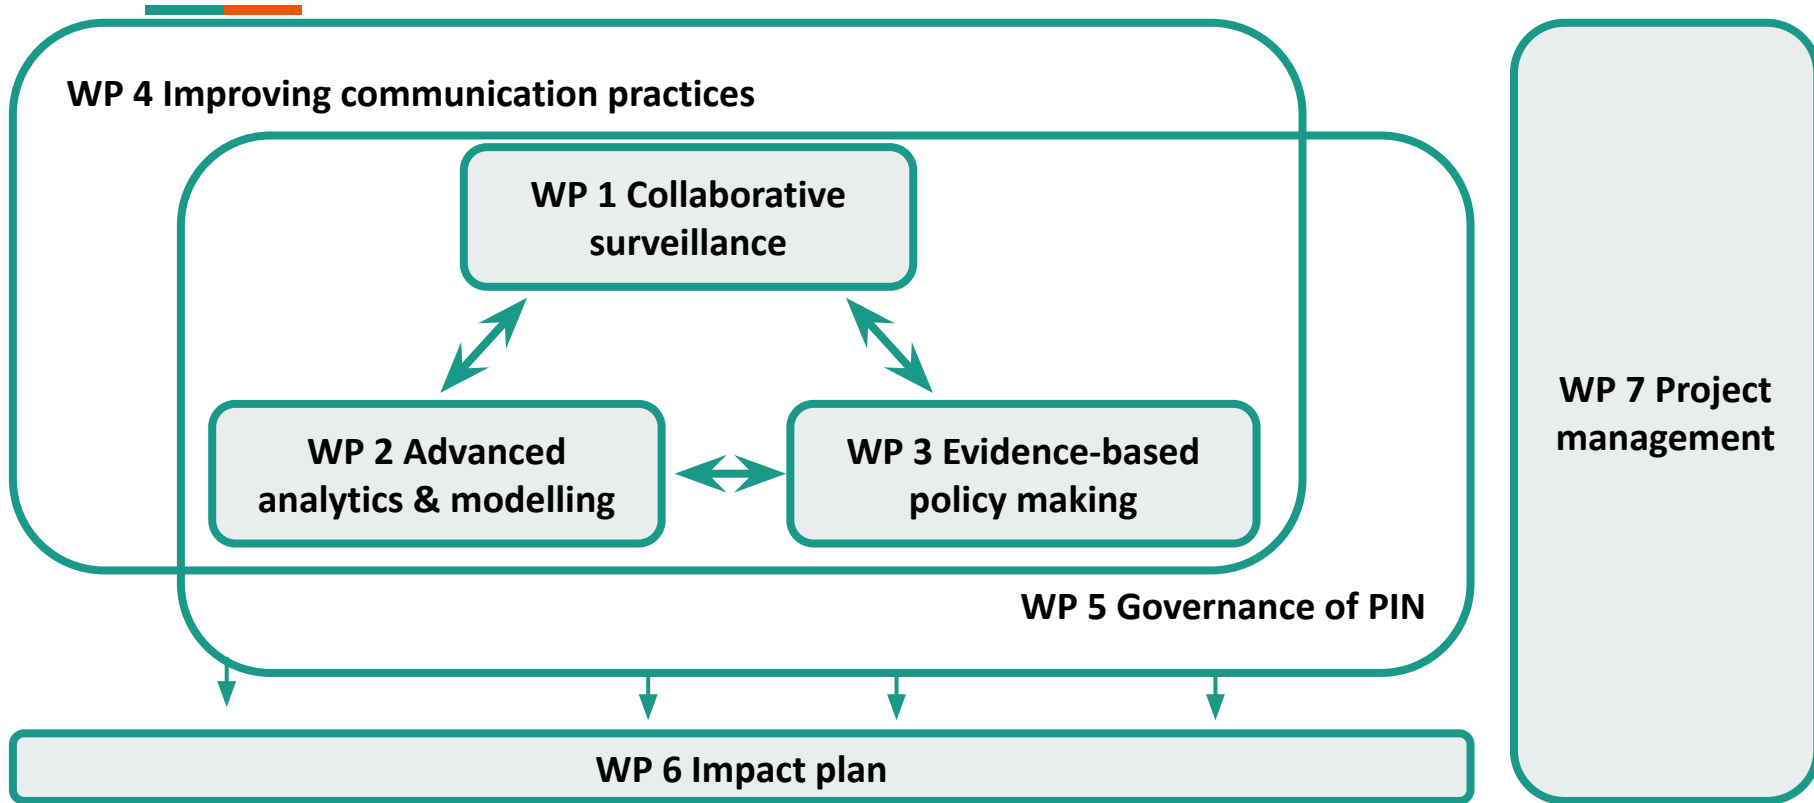 WP 4 Improving communication practices
WP 1 Collaborative
surveillance
WP 2 Advanced
analytics & modelling
WP 3 Evidence-based
policy making
WP 5 Governance of PIN
WP 6 Impact plan
WP 7 Project
management